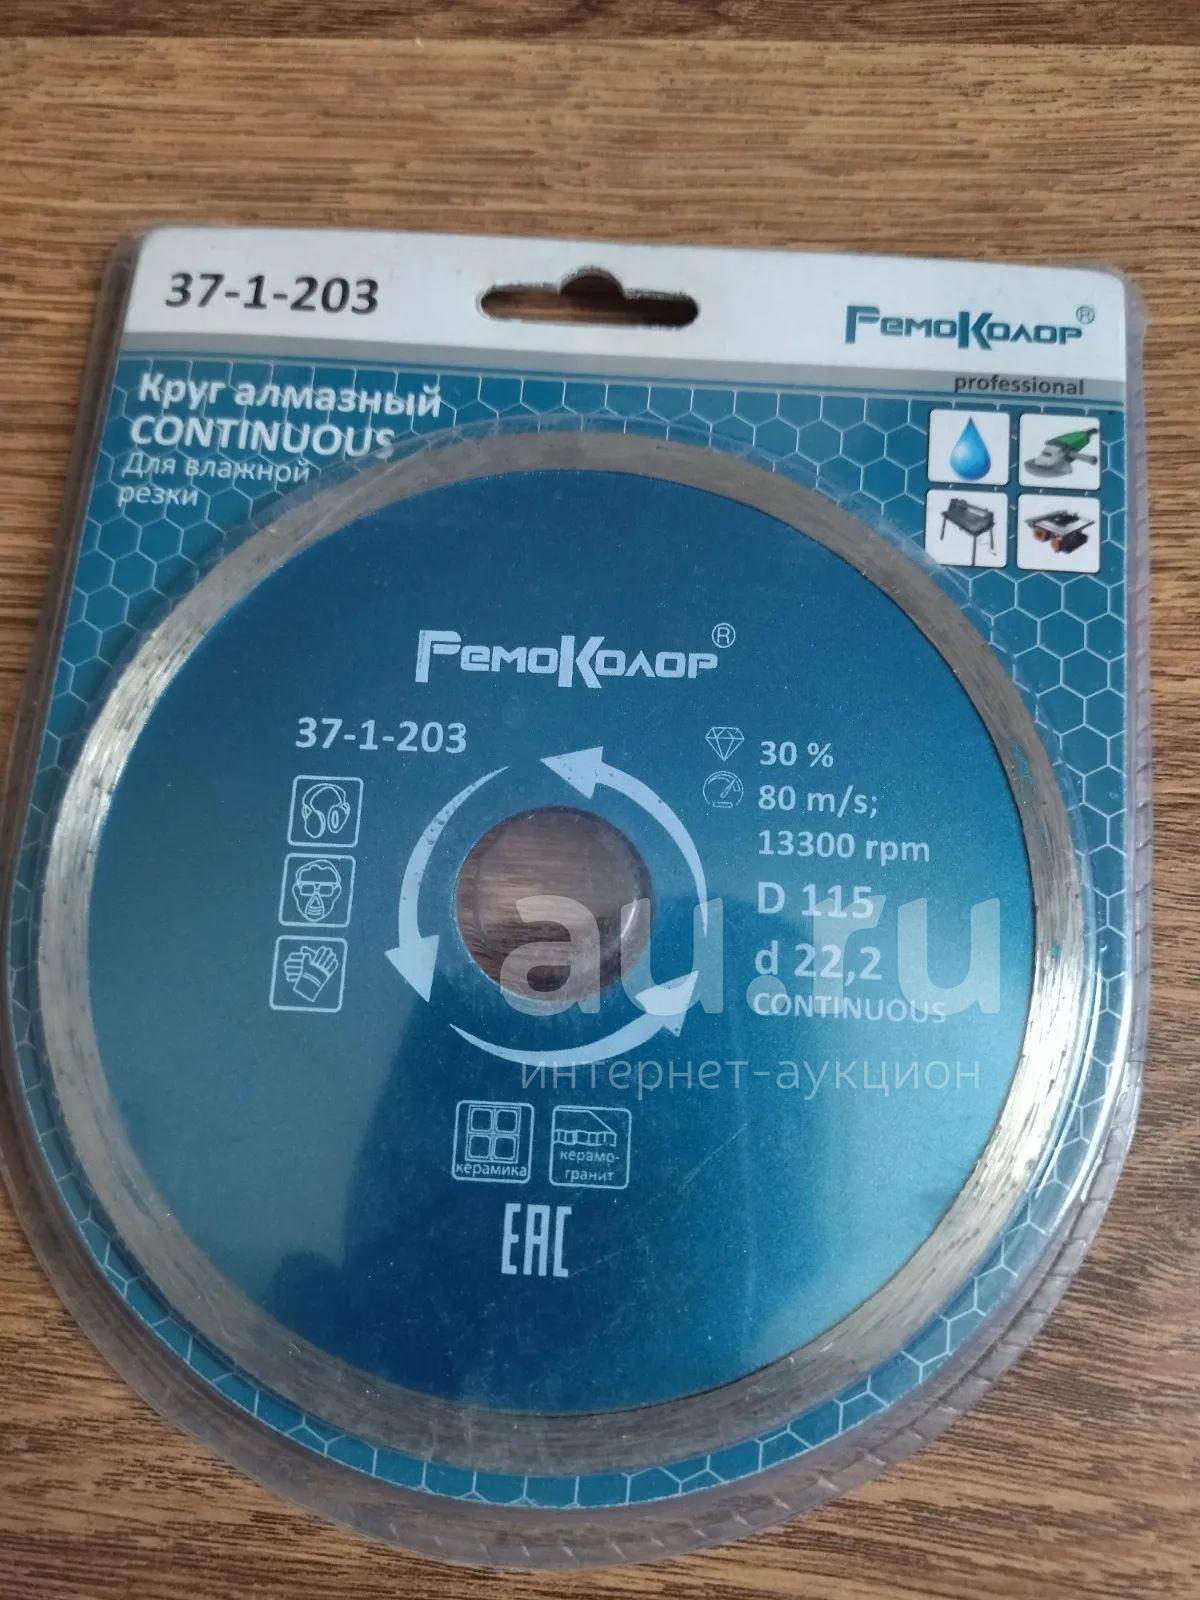 37-1-203
РемоКолор®
professional
Круг алмазный
CONTINUOUS
Для влажной
резки
РемоКолор®
37-1-203
30 %
80 m/s;
13300 rpm
D 115
d 22,2
CONTINUOUS
au.ru
интернет-аукцион
керамика
керамо-
гранит
EAC